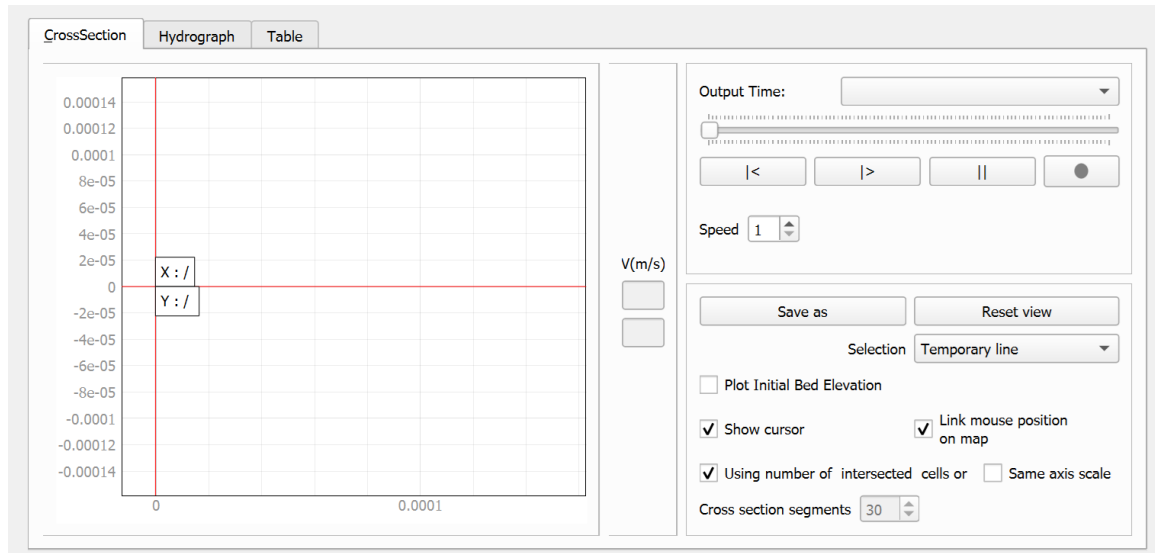 CrossSection Hydrograph Table
0.00014
0.00012
0.0001
8e-05
6e-05
4e-05
2e-05
0
-2e-05
-4e-05
-6e-05
-8e-05
-0.0001
-0.00012
-0.00014
X : /
Y : /
0 0.0001
V(m/s)
Output Time:
|< |> ||
Speed 1
Save as Reset view
Selection Temporary line
Plot Initial Bed Elevation
Show cursor
Link mouse position
on map
Using number of intersected cells or Same axis scale
Cross section segments 30